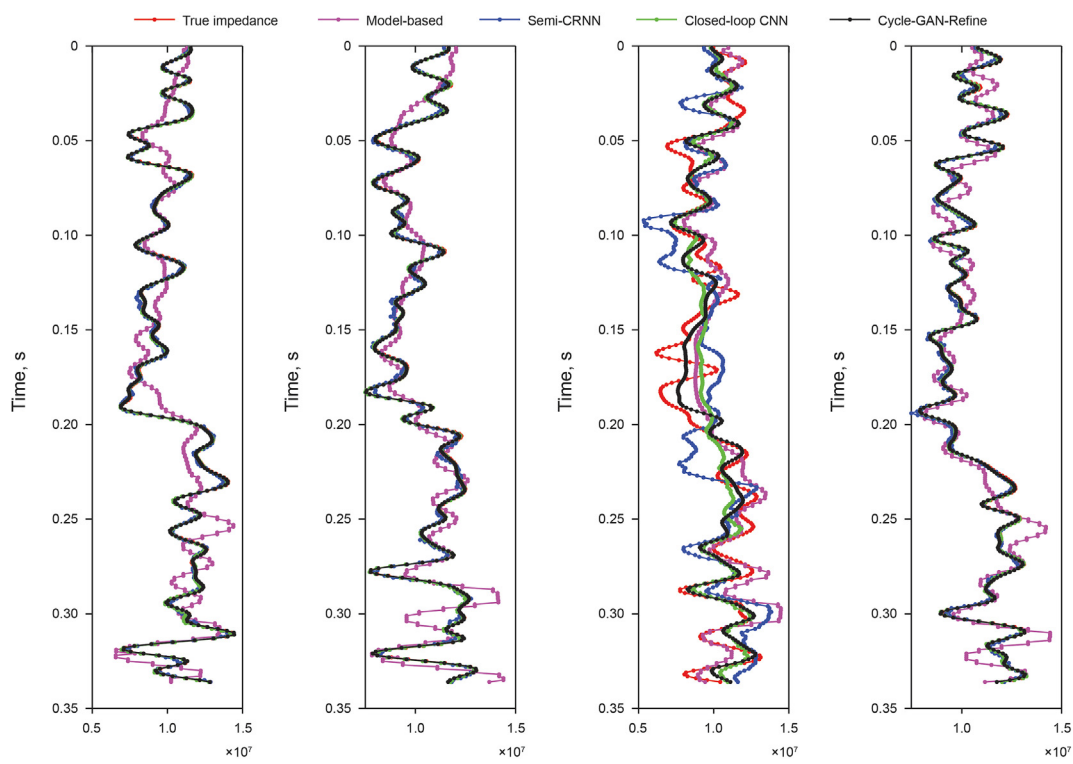 True impedance Model-based Semi-CRNN Closed-loop CNN Cycle-GAN-Refine
0 0 0 0
0.05 0.05 0.05 0.05
0.10 0.10 0.10 0.10
0.15 0.15 0.15 0.15
Time, s Time, s Time, s Time, s
0.20 0.20 0.20 0.20
0.25 0.25 0.25 0.25
0.30 0.30 0.30 0.30
0.35 0.35 0.35 0.35
0.5 1.0 1.5 1.0 1.5 0.5 1.0 1.5 1.0 1.5
×10⁷ ×10⁷ ×10⁷ ×10⁷